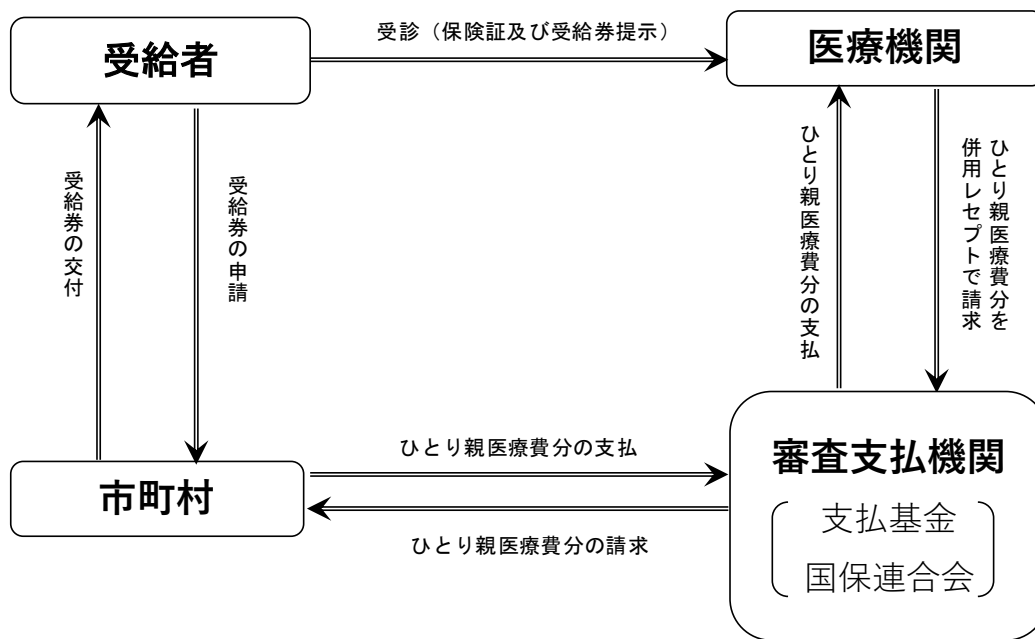 受診（保険証及び受給券提示）
受給者
医療機関
受給券の交付
受給券の申請
ひとり親医療費分の支払
ひとり親医療費分を
併用レセプトで請求
ひとり親医療費分の支払
市町村
ひとり親医療費分の請求
審査支払機関
支払基金
国保連合会